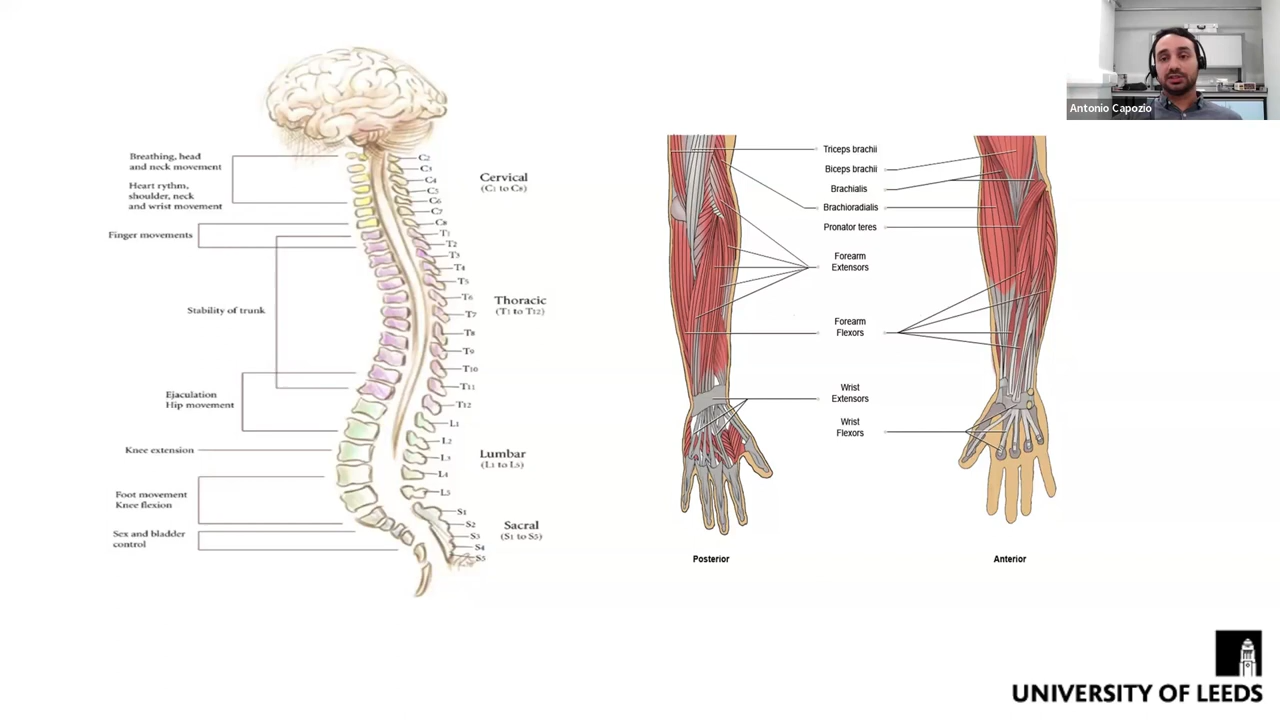 Antonio Capozio
Breathing, head
and neck movement
Heart rythm,
shoulder, neck
and wrist movement
Finger movements
Stability of trunk
Ejaculation
Hip movement
Knee extension
Foot movement
Knee flexion
Sex and bladder
control
C2
C3
C4
C5
C6
C7
C8
T1
T2
T3
T4
T5
T6
T7
T8
T9
T10
T11
T12
L1
L2
L3
L4
L5
S1
S2
S3
S4
S5
Cervical
(C1 to C8)
Thoracic
(T1 to T12)
Lumbar
(L1 to L5)
Sacral
(S1 to S5)
Triceps brachii
Biceps brachii
Brachialis
Brachioradialis
Pronator teres
Forearm
Extensors
Forearm
Flexors
Wrist
Extensors
Wrist
Flexors
Posterior
Anterior
UNIVERSITY OF LEEDS